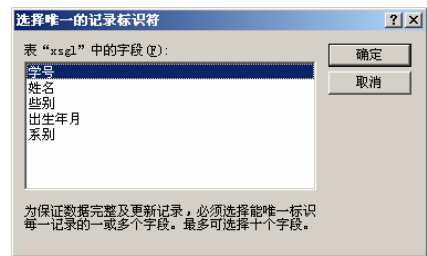 选择唯一的记录标识符
表“xsgl”中的字段(F):
学号
姓名
些别
出生年月
系别
确定
取消
为保证数据完整及更新记录，必须选择能唯一标识
每一记录的一或多个字段。最多可选择十个字段。